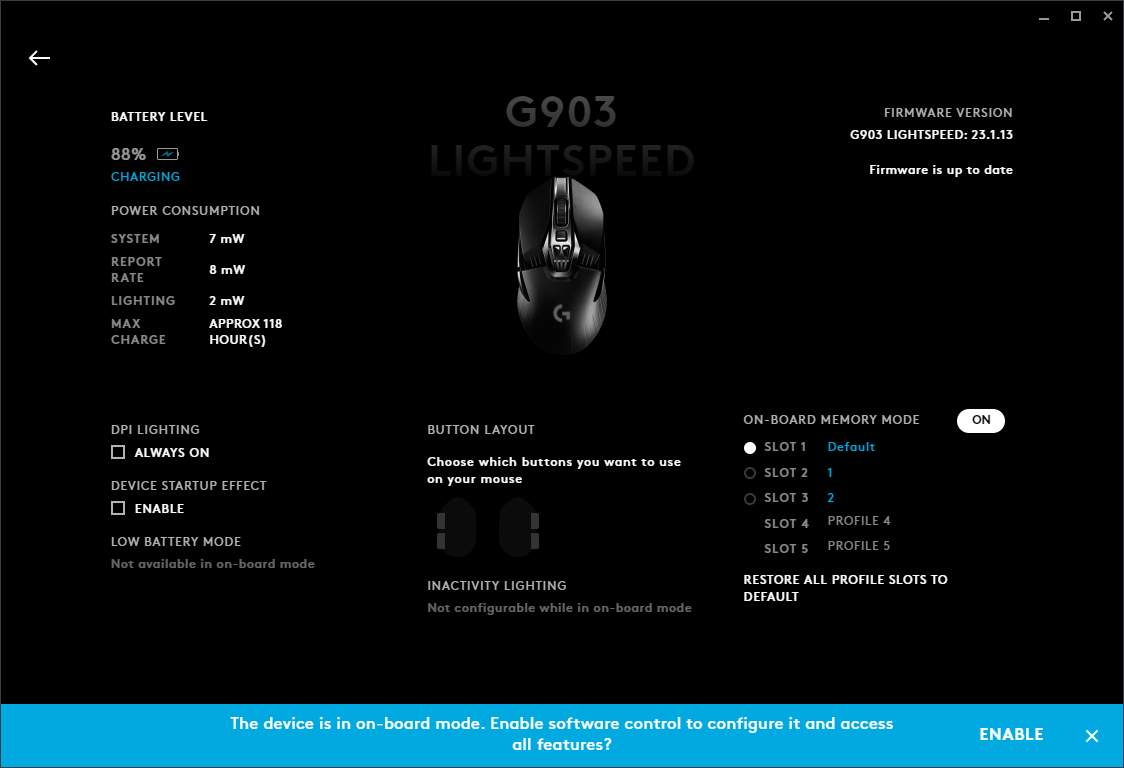 G903
LIGHTSPEED
BATTERY LEVEL
88%
CHARGING
POWER CONSUMPTION
SYSTEM 7 mW
REPORT
RATE 8 mW
LIGHTING 2 mW
MAX APPROX 118
CHARGE HOUR(S)
FIRMWARE VERSION
G903 LIGHTSPEED: 23.1.13
Firmware is up to date
DPI LIGHTING
ALWAYS ON
DEVICE STARTUP EFFECT
ENABLE
LOW BATTERY MODE
Not available in on-board mode
BUTTON LAYOUT
Choose which buttons you want to use
on your mouse
INACTIVITY LIGHTING
Not configurable while in on-board mode
ON-BOARD MEMORY MODE ON
SLOT 1 Default
SLOT 2 1
SLOT 3 2
SLOT 4 PROFILE 4
SLOT 5 PROFILE 5
RESTORE ALL PROFILE SLOTS TO
DEFAULT
The device is in on-board mode. Enable software control to configure it and access
all features?
ENABLE